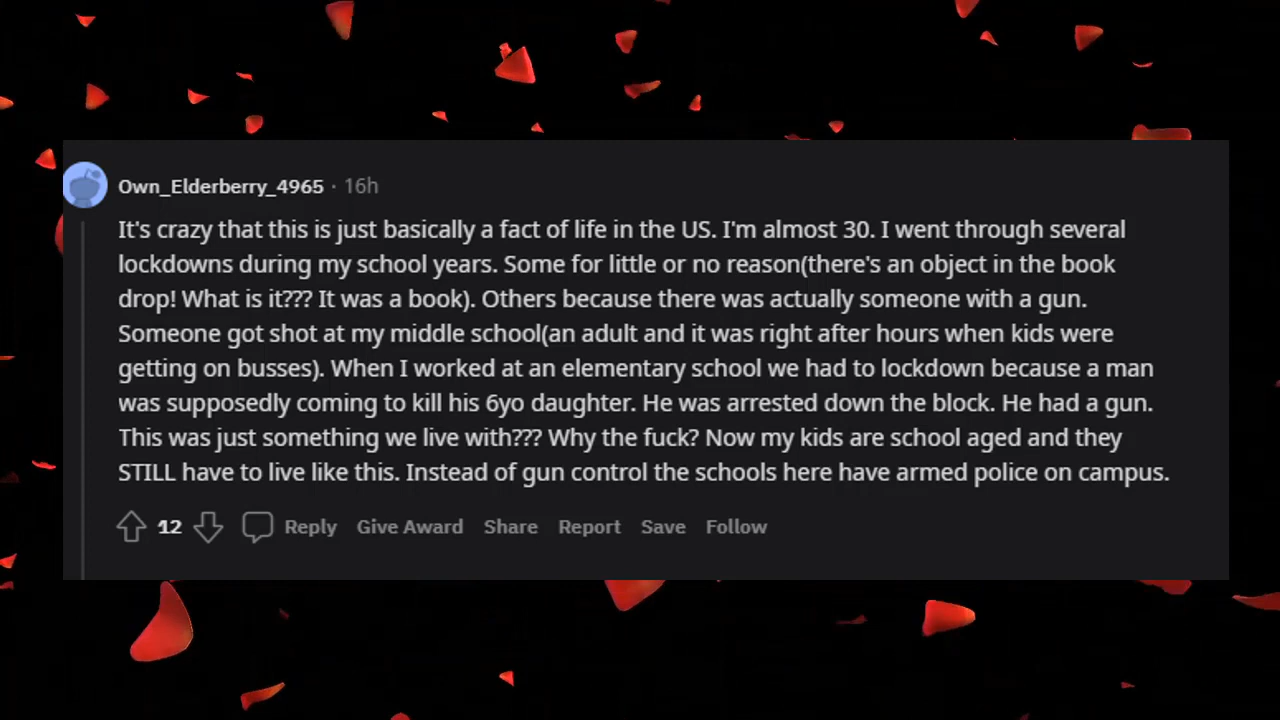 Own_Elderberry_4965 · 16h
It's crazy that this is just basically a fact of life in the US. I'm almost 30. I went through several
lockdowns during my school years. Some for little or no reason(there's an object in the book
drop! What is it??? It was a book). Others because there was actually someone with a gun.
Someone got shot at my middle school(an adult and it was right after hours when kids were
getting on busses). When I worked at an elementary school we had to lockdown because a man
was supposedly coming to kill his 6yo daughter. He was arrested down the block. He had a gun.
This was just something we live with??? Why the fuck? Now my kids are school aged and they
STILL have to live like this. Instead of gun control the schools here have armed police on campus.
12 Reply Give Award Share Report Save Follow